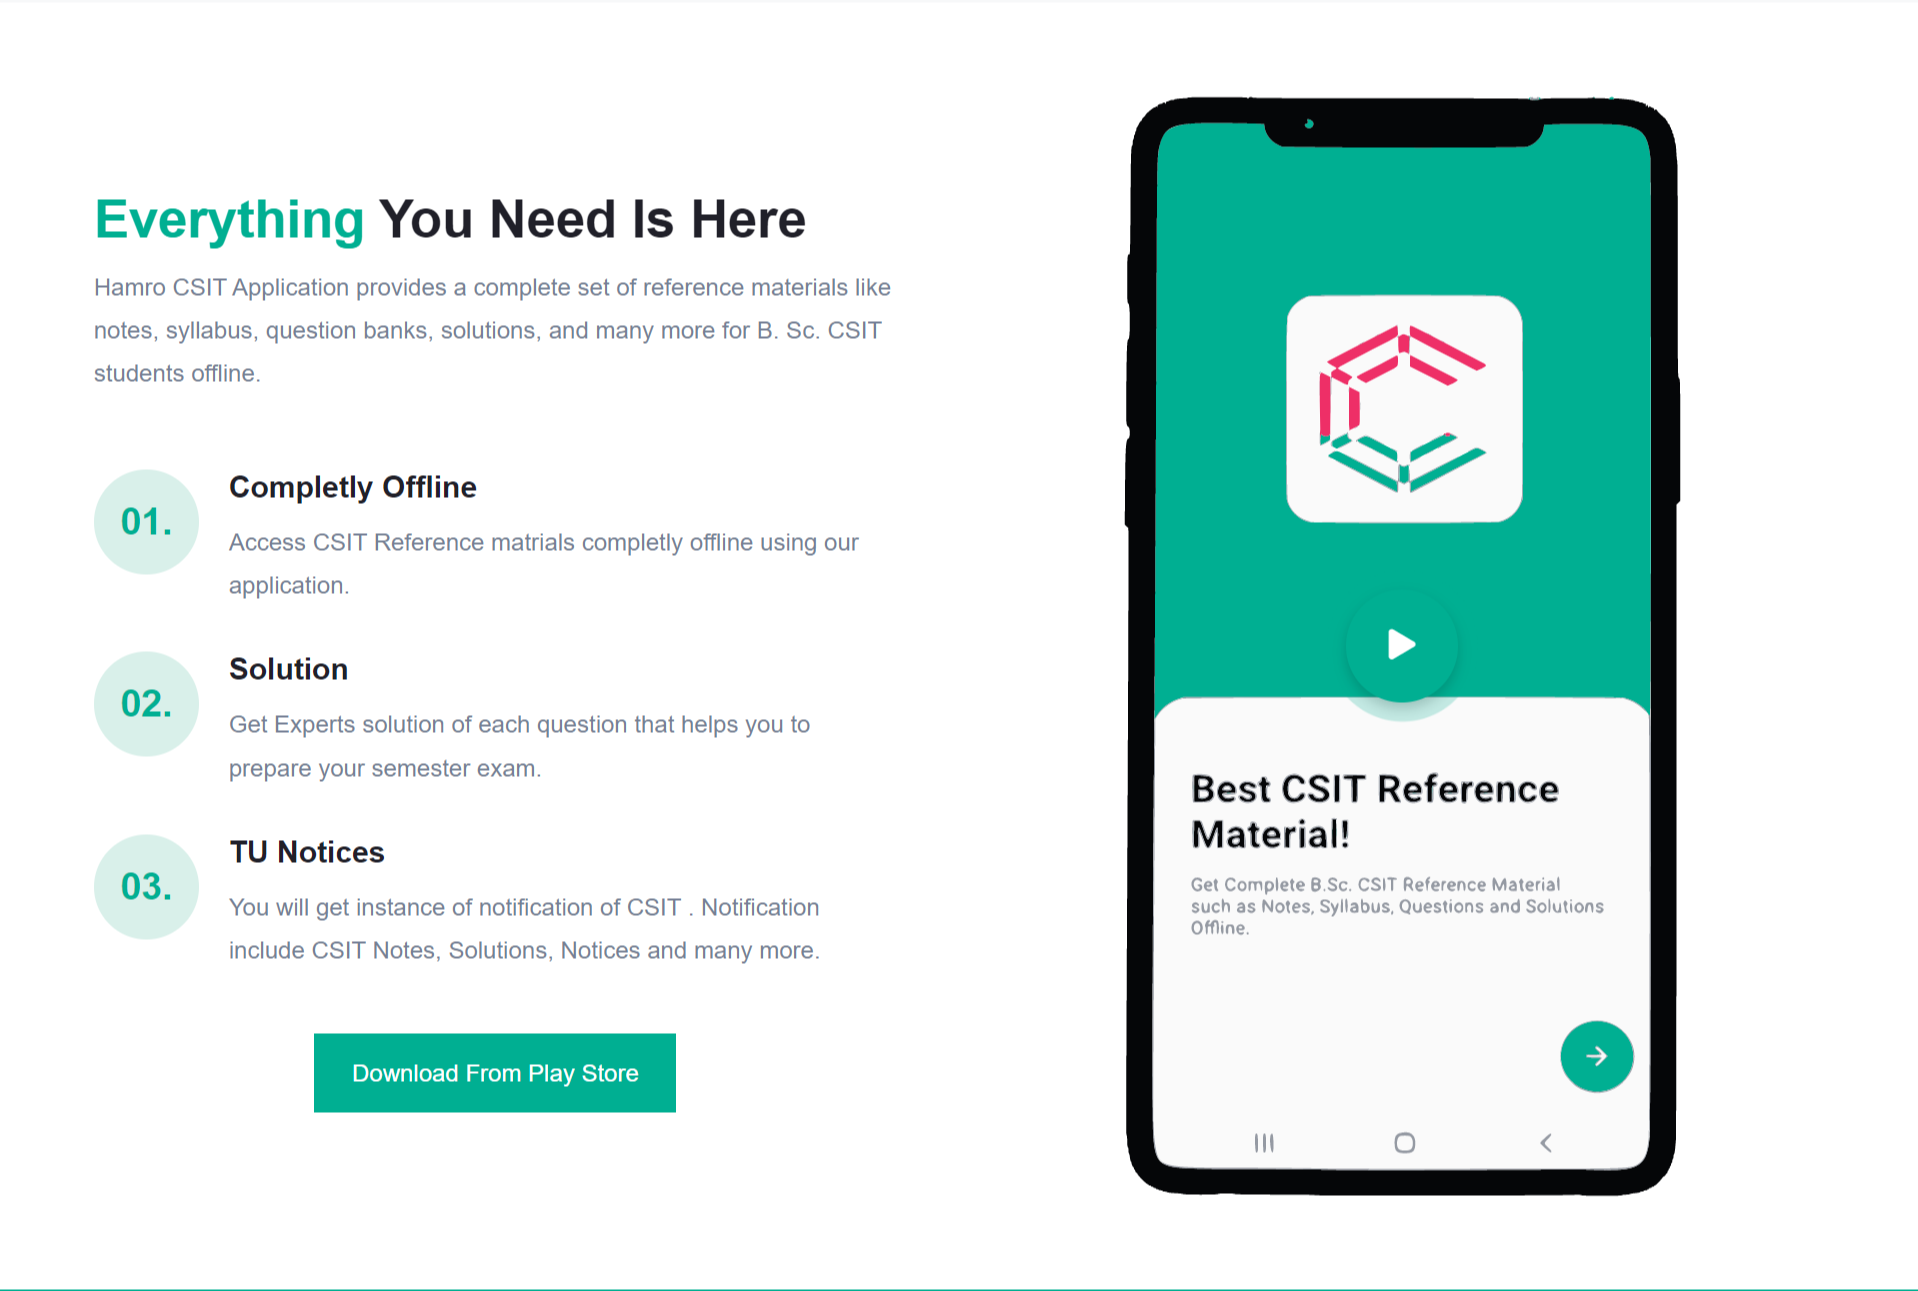 Everything You Need Is Here
Hamro CSIT Application provides a complete set of reference materials like
notes, syllabus, question banks, solutions, and many more for B. Sc. CSIT
students offline.
01.
Completly Offline
Access CSIT Reference matrials completly offline using our
application.
02.
Solution
Get Experts solution of each question that helps you to
prepare your semester exam.
03.
TU Notices
You will get instance of notification of CSIT . Notification
include CSIT Notes, Solutions, Notices and many more.
Download From Play Store
Best CSIT Reference
Material!
Get Complete B.Sc. CSIT Reference Material
such as Notes, Syllabus, Questions and Solutions
Offline.